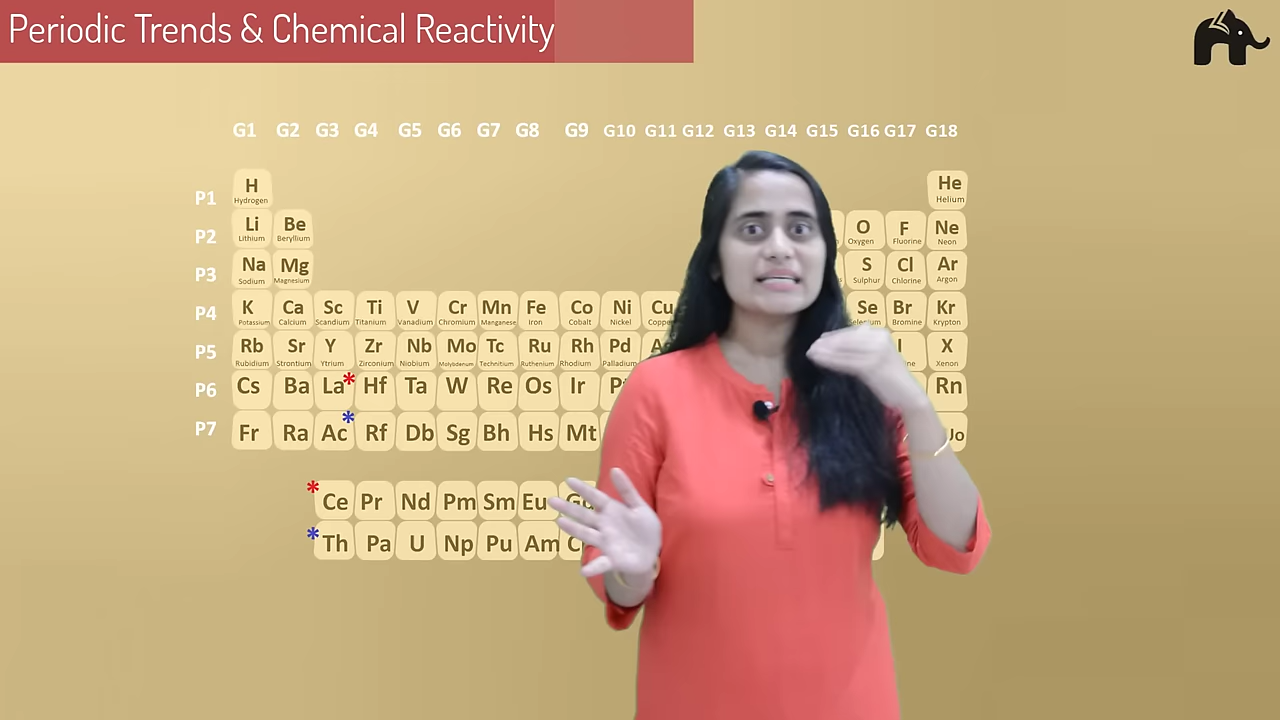 Periodic Trends & Chemical Reactivity
G1 G2 G3 G4 G5 G6 G7 G8 G9 G10 G11 G12 G13 G14 G15 G16 G17 G18
P1 H He
Hydrogen Helium
P2 Li Be O F Ne
Lithium Beryllium Oxygen Fluorine Neon
P3 Na Mg S Cl Ar
Sodium Magnesium Sulphur Chlorine Argon
P4 K Ca Sc Ti V Cr Mn Fe Co Ni Cu Se Br Kr
Potassium Calcium Scandium Titanium Vanadium Chromium Manganese Iron Cobalt Nickel Selenium Bromine Krypton
P5 Rb Sr Y Zr Nb Mo Tc Ru Rh Pd I X
Rubidium Strontium Ytrium Zirconium Niobium Molybdenum Technitium Ruthenium Rhodium Palladium Xenon
P6 Cs Ba La* Hf Ta W Re Os Ir Rn
P7 Fr Ra Ac* Rf Db Sg Bh Hs Mt
* Ce Pr Nd Pm Sm Eu
* Th Pa U Np Pu Am